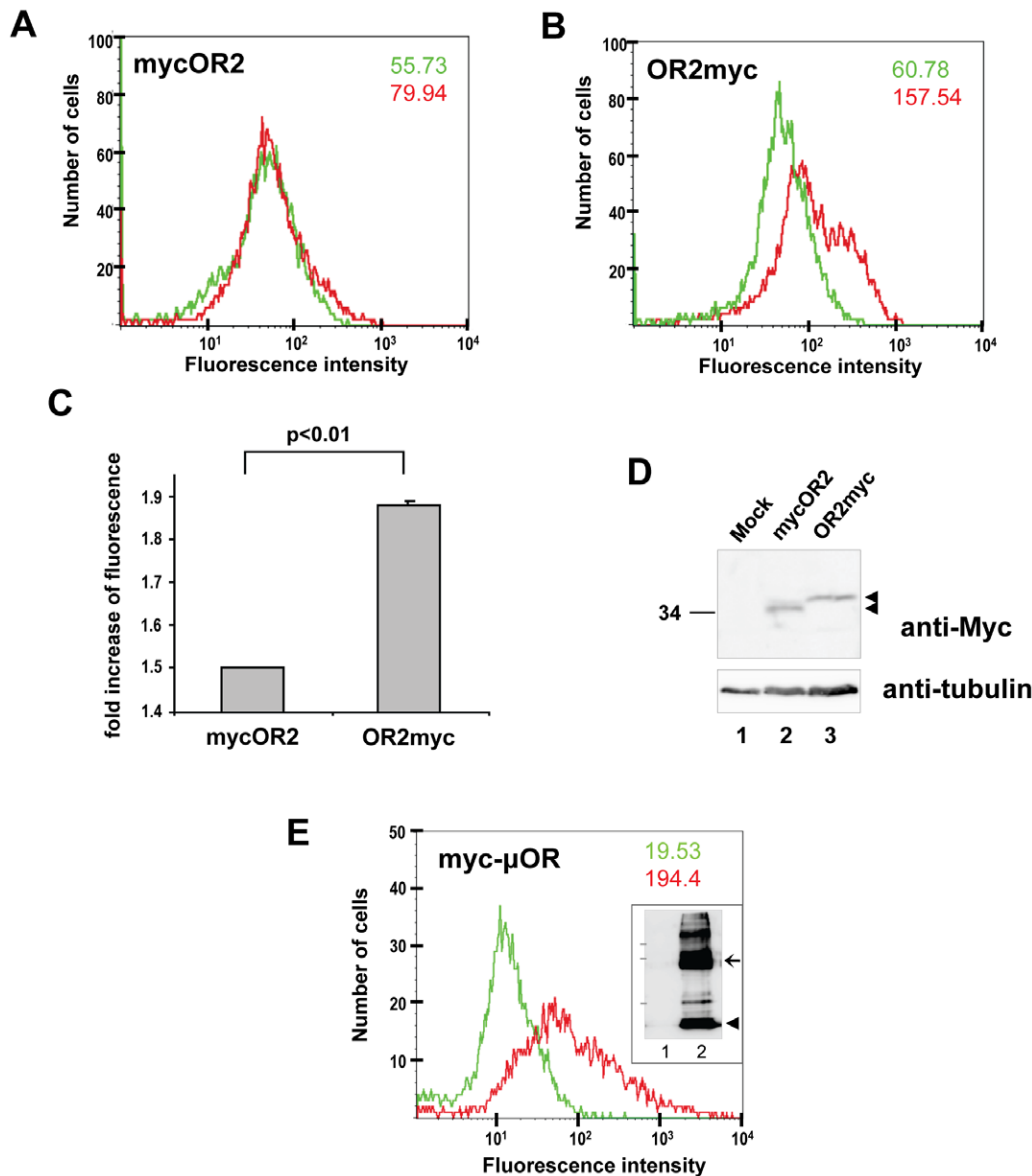 A
mycOR2
55.73
79.94
Number of cells
100
80
60
40
20
10¹
10²
10³
10⁴
Fluorescence intensity
B
OR2myc
60.78
157.54
Number of cells
100
80
60
40
20
10¹
10²
10³
10⁴
Fluorescence intensity
C
p<0.01
fold increase of fluorescence
1.9
1.8
1.7
1.6
1.5
1.4
mycOR2
OR2myc
D
Mock
mycOR2
OR2myc
34
anti-Myc
anti-tubulin
1 2 3
E
myc-µOR
19.53
194.4
Number of cells
50
40
30
20
10
1 2
10¹
10²
10³
10⁴
Fluorescence intensity